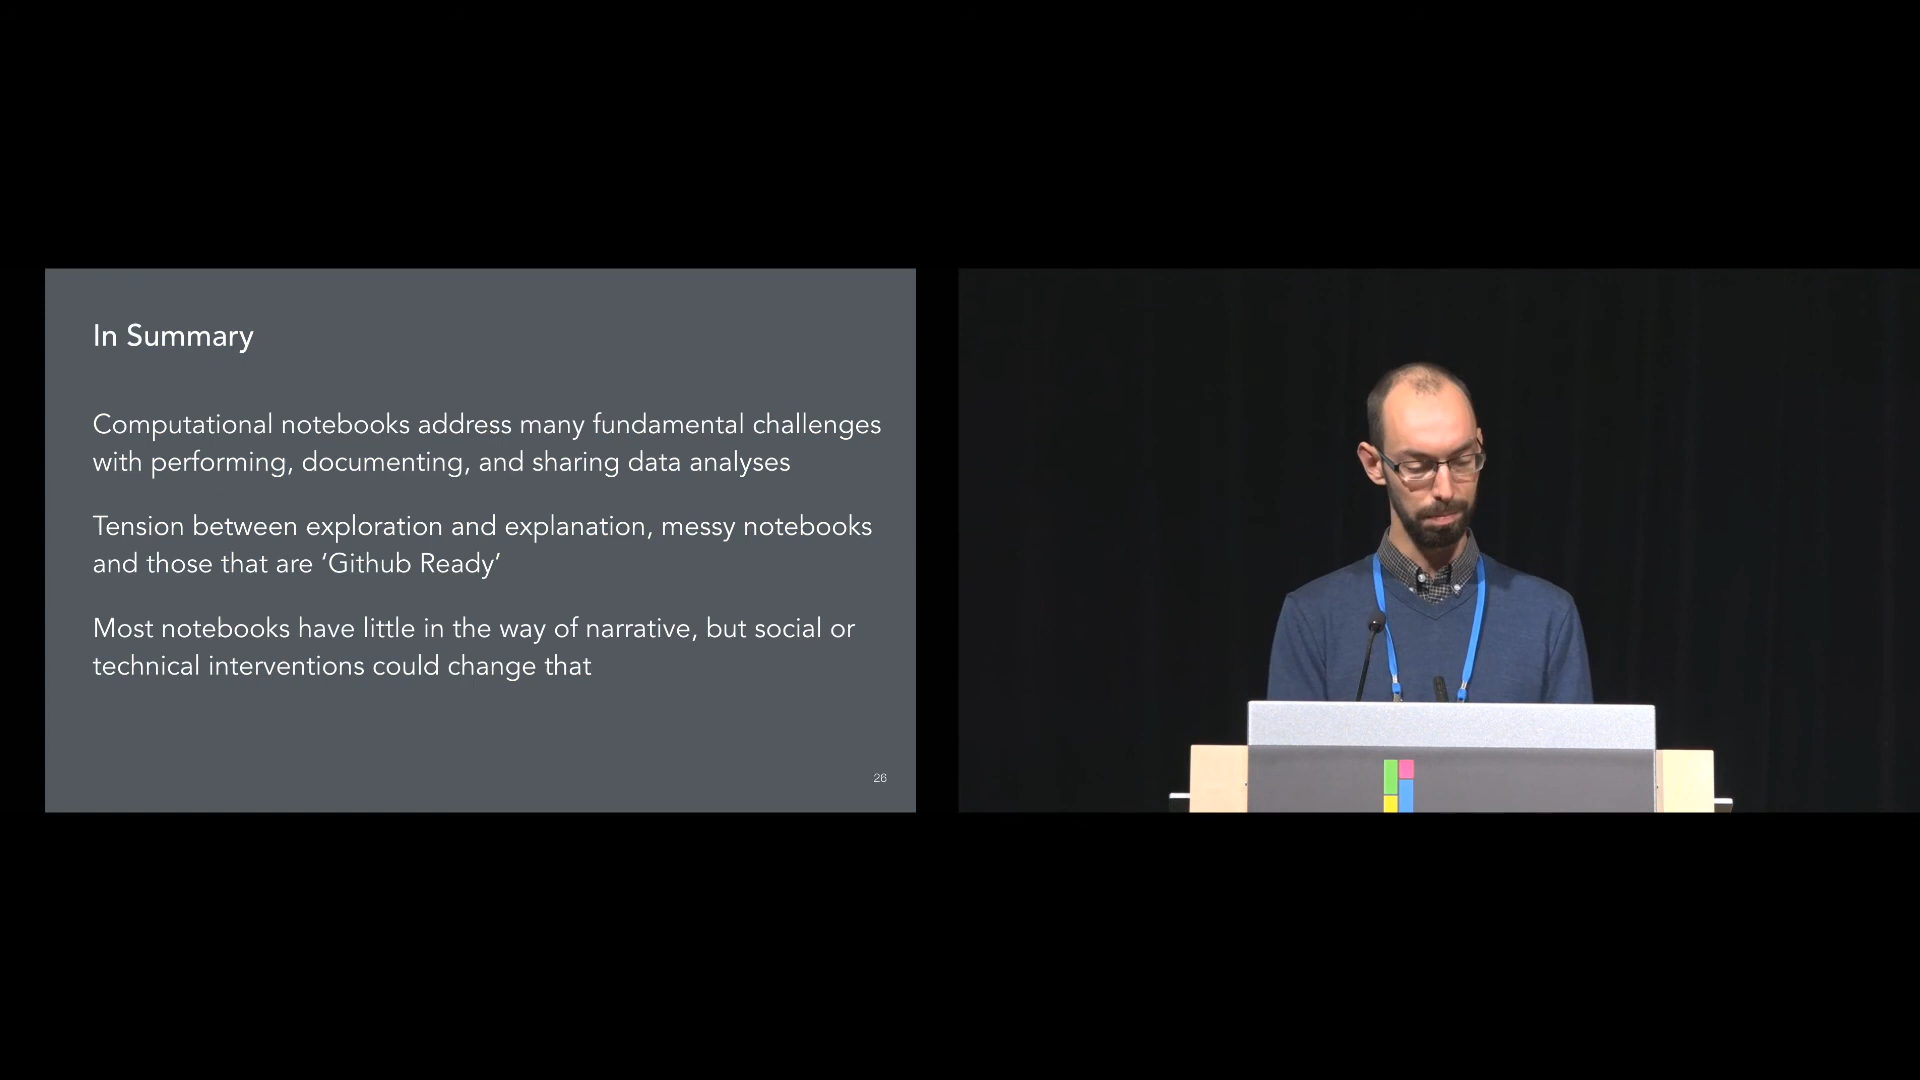 In Summary
Computational notebooks address many fundamental challenges
with performing, documenting, and sharing data analyses
Tension between exploration and explanation, messy notebooks
and those that are ‘Github Ready’
Most notebooks have little in the way of narrative, but social or
technical interventions could change that
26